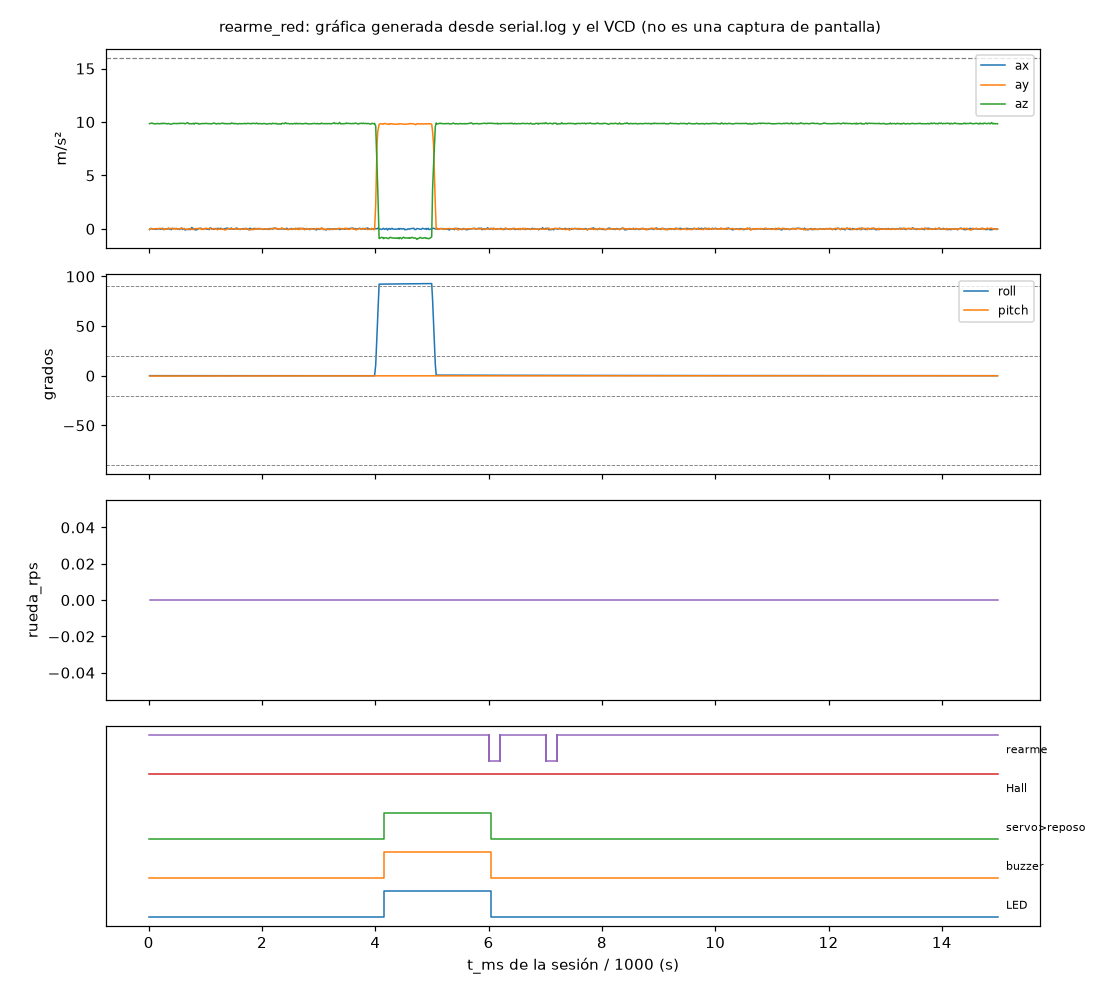 rearme_red: gráfica generada desde serial.log y el VCD (no es una captura de pantalla)
15
10
5
0
m/s²
ax
ay
az
100
50
0
−50
grados
roll
pitch
0.04
0.02
0.00
−0.02
−0.04
rueda_rps
rearme
Hall
servo>reposo
buzzer
LED
0 2 4 6 8 10 12 14
t_ms de la sesión / 1000 (s)